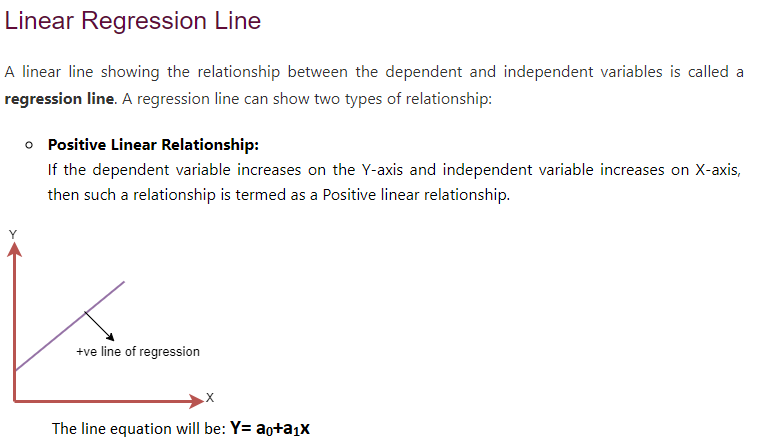 Linear Regression Line
A linear line showing the relationship between the dependent and independent variables is called a
regression line. A regression line can show two types of relationship:
Positive Linear Relationship:
If the dependent variable increases on the Y-axis and independent variable increases on X-axis,
then such a relationship is termed as a Positive linear relationship.
Y
+ve line of regression
X
The line equation will be: Y= a₀+a₁x